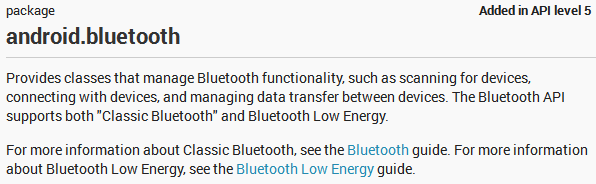 package Added in API level 5
android.bluetooth
Provides classes that manage Bluetooth functionality, such as scanning for devices,
connecting with devices, and managing data transfer between devices. The Bluetooth API
supports both "Classic Bluetooth" and Bluetooth Low Energy.
For more information about Classic Bluetooth, see the Bluetooth guide. For more information
about Bluetooth Low Energy, see the Bluetooth Low Energy guide.